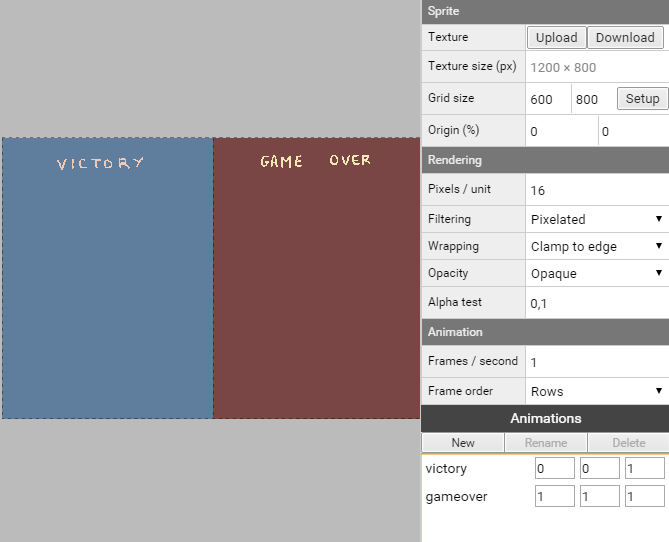 VICTORY
GAME OVER
Sprite
Texture Upload Download
Texture size (px) 1200 × 800
Grid size 600 800 Setup
Origin (%) 0 0
Rendering
Pixels / unit 16
Filtering Pixelated
Wrapping Clamp to edge
Opacity Opaque
Alpha test 0,1
Animation
Frames / second 1
Frame order Rows
Animations
New Rename Delete
victory 0 0 1
gameover 1 1 1